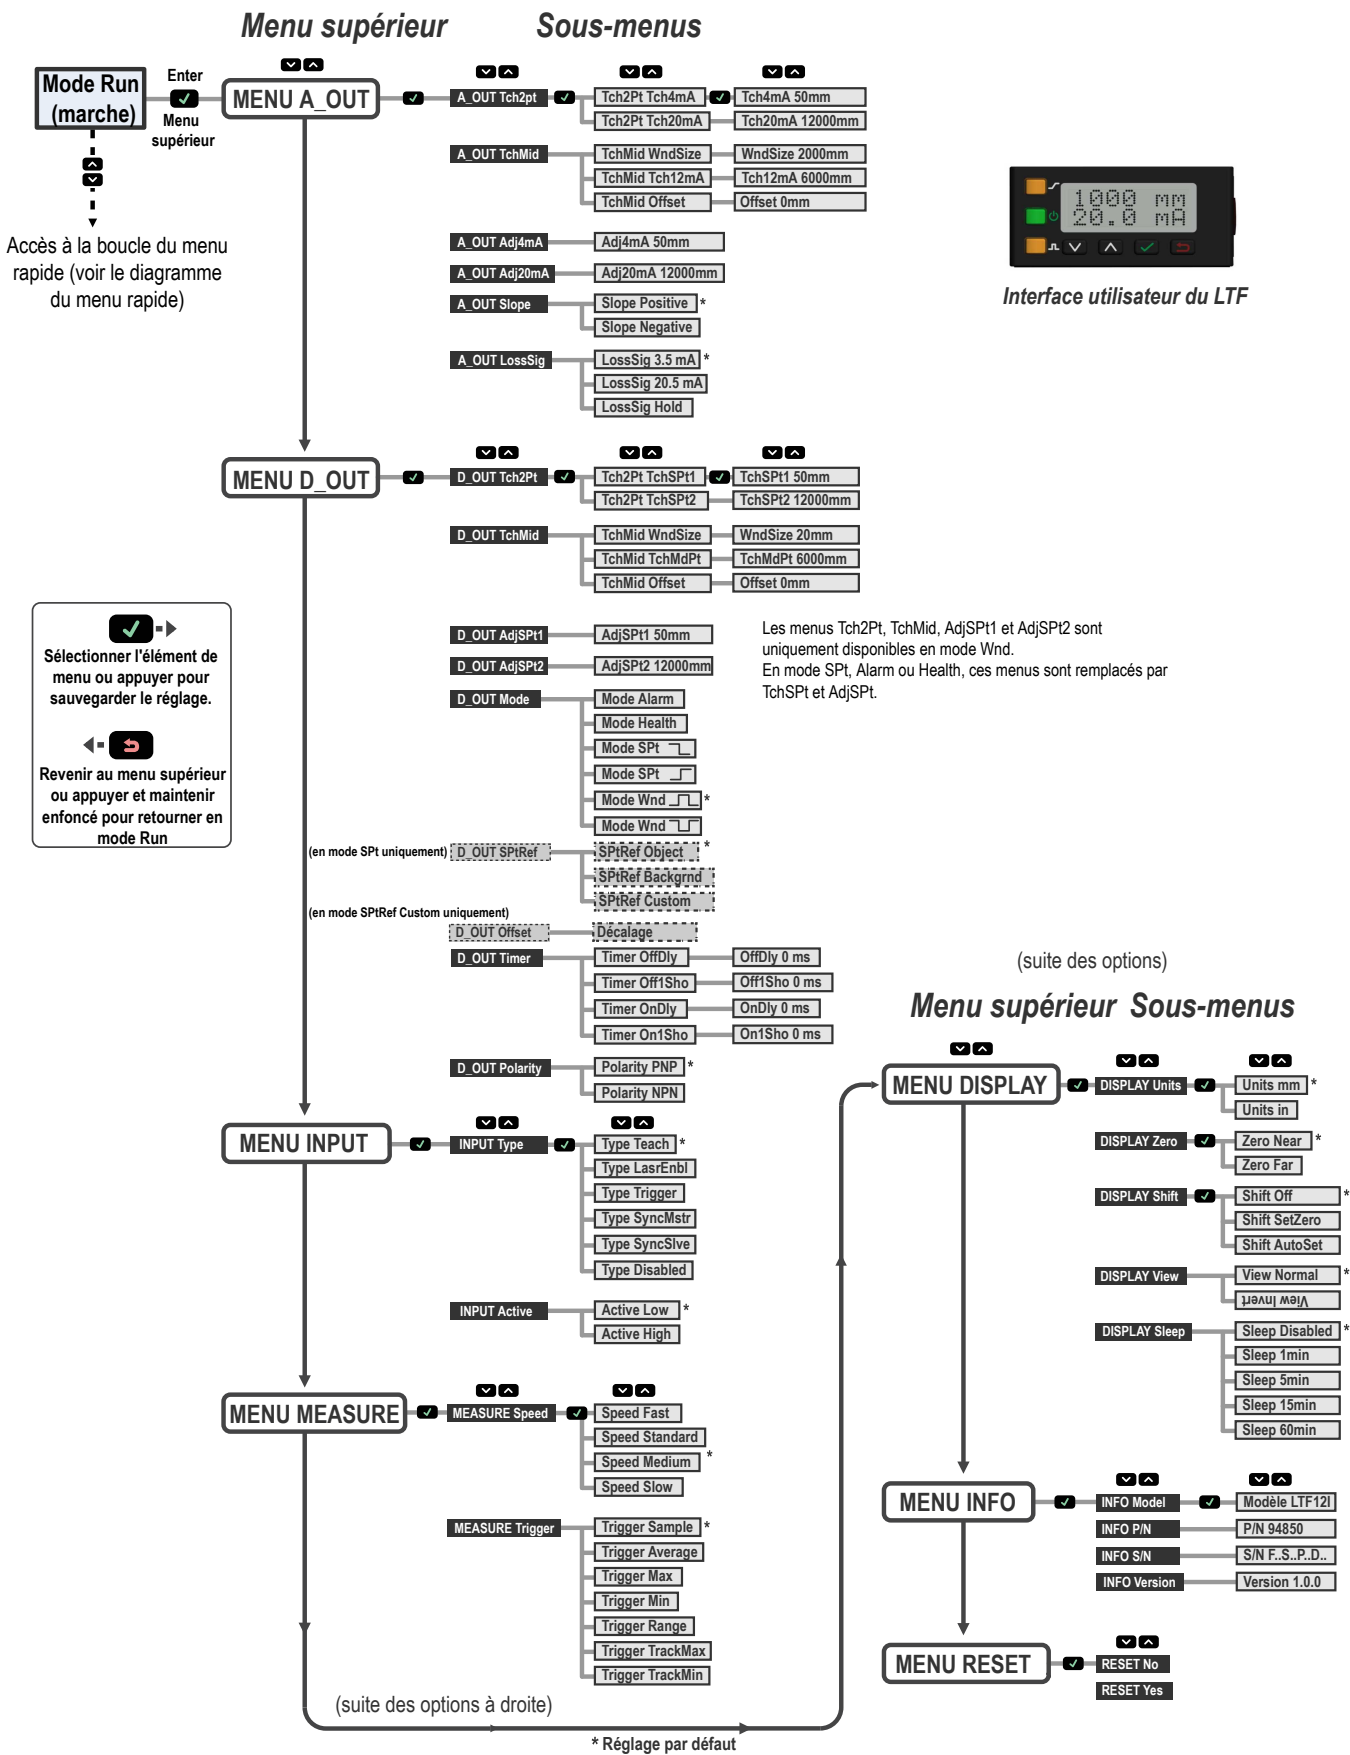 Menu supérieur
Sous-menus
Mode Run
(marche)
Enter
Menu
supérieur
Accès à la boucle du menu
rapide (voir le diagramme
du menu rapide)
MENU A_OUT
A_OUT Tch2pt
Tch2Pt Tch4mA
Tch4mA 50mm
Tch2Pt Tch20mA
Tch20mA 12000mm
A_OUT TchMid
TchMid WndSize
WndSize 2000mm
TchMid Tch12mA
Tch12mA 6000mm
TchMid Offset
Offset 0mm
A_OUT Adj4mA
Adj4mA 50mm
A_OUT Adj20mA
Adj20mA 12000mm
A_OUT Slope
Slope Positive *
Slope Negative
A_OUT LossSig
LossSig 3.5 mA *
LossSig 20.5 mA
LossSig Hold
1000 mm
20.0 mA
Interface utilisateur du LTF
MENU D_OUT
D_OUT Tch2Pt
Tch2Pt TchSPt1
TchSPt1 50mm
Tch2Pt TchSPt2
TchSPt2 12000mm
D_OUT TchMid
TchMid WndSize
WndSize 20mm
TchMid TchMdPt
TchMdPt 6000mm
TchMid Offset
Offset 0mm
D_OUT AdjSPt1
AdjSPt1 50mm
D_OUT AdjSPt2
AdjSPt2 12000mm
D_OUT Mode
Mode Alarm
Mode Health
Mode SPt
Mode SPt
Mode Wnd *
Mode Wnd
Les menus Tch2Pt, TchMid, AdjSPt1 et AdjSPt2 sont
uniquement disponibles en mode Wnd.
En mode SPt, Alarm ou Health, ces menus sont remplacés par
TchSPt et AdjSPt.
Sélectionner l'élément de
menu ou appuyer pour
sauvegarder le réglage.
Revenir au menu supérieur
ou appuyer et maintenir
enfoncé pour retourner en
mode Run
(en mode SPt uniquement)
D_OUT SPtRef
SPtRef Object *
SPtRef Backgrnd
SPtRef Custom
(en mode SPtRef Custom uniquement)
D_OUT Offset
Décalage
D_OUT Timer
Timer OffDly
OffDly 0 ms
Timer Off1Sho
Off1Sho 0 ms
Timer OnDly
OnDly 0 ms
Timer On1Sho
On1Sho 0 ms
D_OUT Polarity
Polarity PNP *
Polarity NPN
MENU INPUT
INPUT Type
Type Teach *
Type LasrEnbl
Type Trigger
Type SyncMstr
Type SyncSlve
Type Disabled
INPUT Active
Active Low *
Active High
MENU MEASURE
MEASURE Speed
Speed Fast
Speed Standard
Speed Medium *
Speed Slow
MEASURE Trigger
Trigger Sample *
Trigger Average
Trigger Max
Trigger Min
Trigger Range
Trigger TrackMax
Trigger TrackMin
(suite des options à droite)
* Réglage par défaut
(suite des options)
Menu supérieur
Sous-menus
MENU DISPLAY
DISPLAY Units
Units mm *
Units in
DISPLAY Zero
Zero Near *
Zero Far
DISPLAY Shift
Shift Off *
Shift SetZero
Shift AutoSet
DISPLAY View
View Normal *
View Invert
DISPLAY Sleep
Sleep Disabled *
Sleep 1min
Sleep 5min
Sleep 15min
Sleep 60min
MENU INFO
INFO Model
Modèle LTF12I
INFO P/N
P/N 94850
INFO S/N
S/N F..S..P..D..
INFO Version
Version 1.0.0
MENU RESET
RESET No
RESET Yes